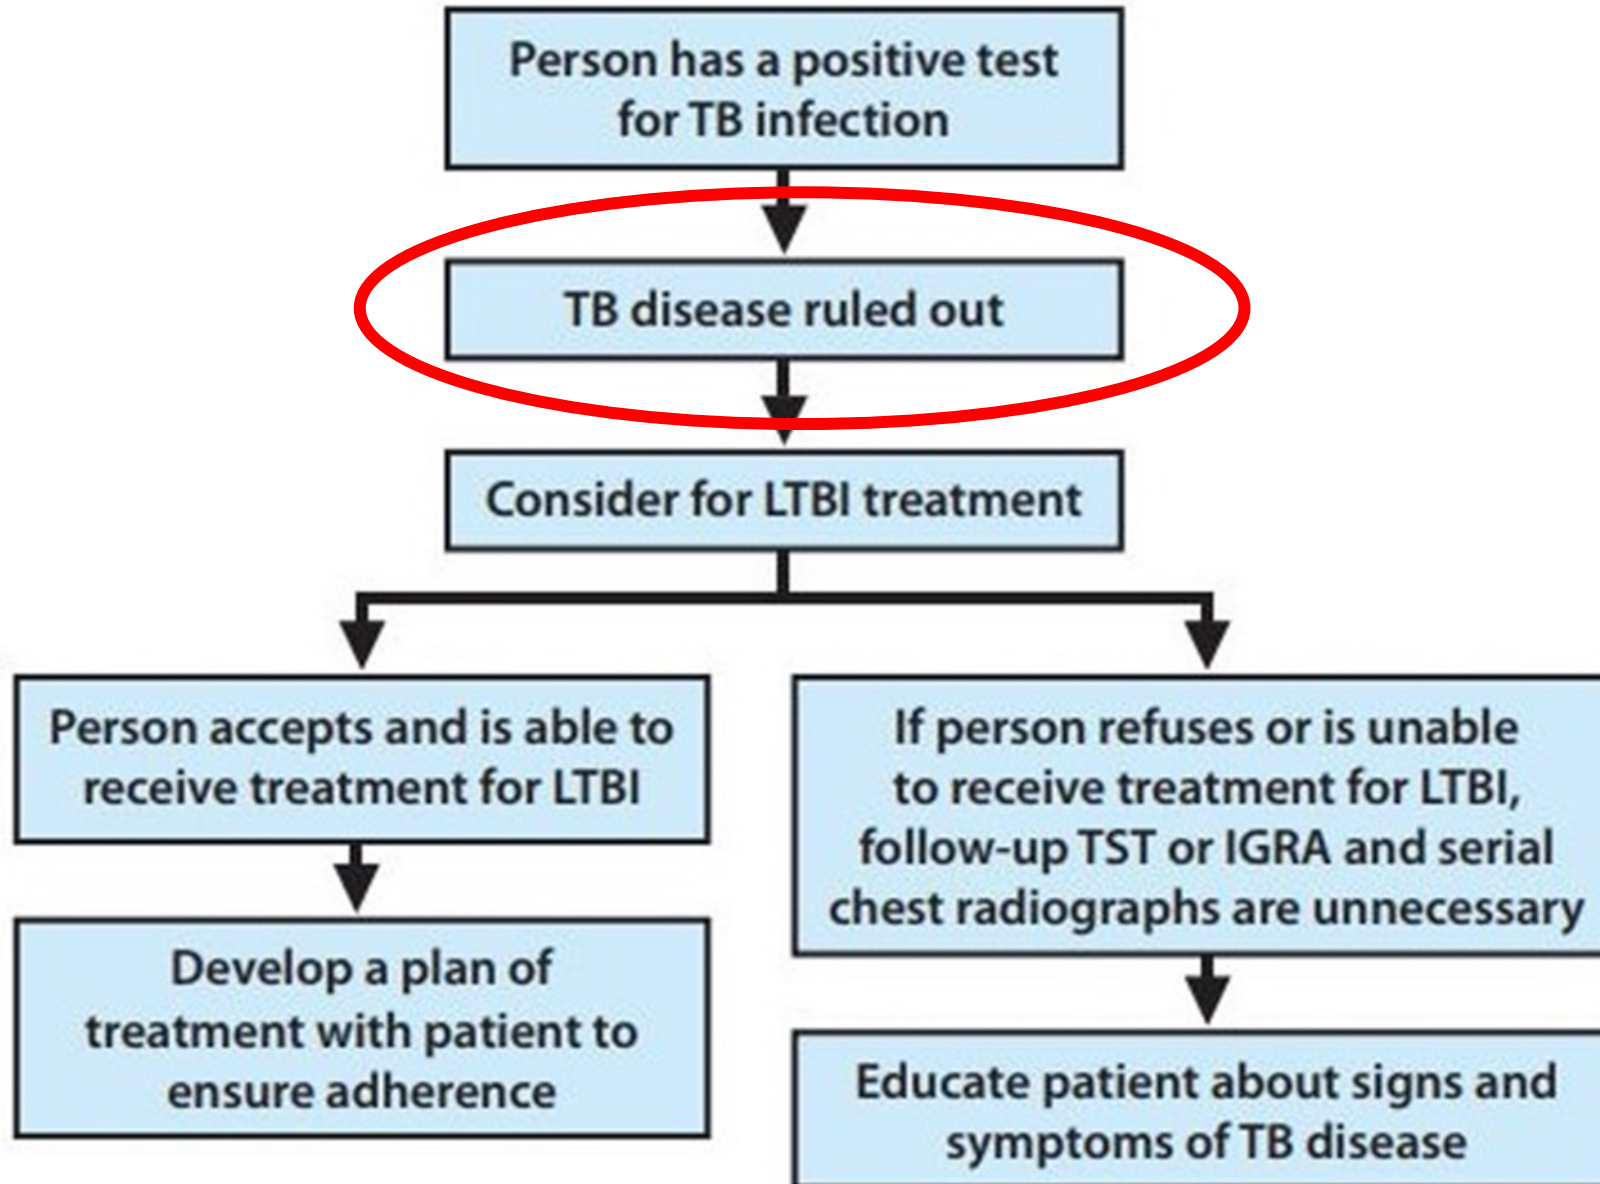 Person has a positive test
for TB infection
TB disease ruled out
Consider for LTBI treatment
Person accepts and is able to
receive treatment for LTBI
Develop a plan of
treatment with patient to
ensure adherence
If person refuses or is unable
to receive treatment for LTBI,
follow-up TST or IGRA and serial
chest radiographs are unnecessary
Educate patient about signs and
symptoms of TB disease